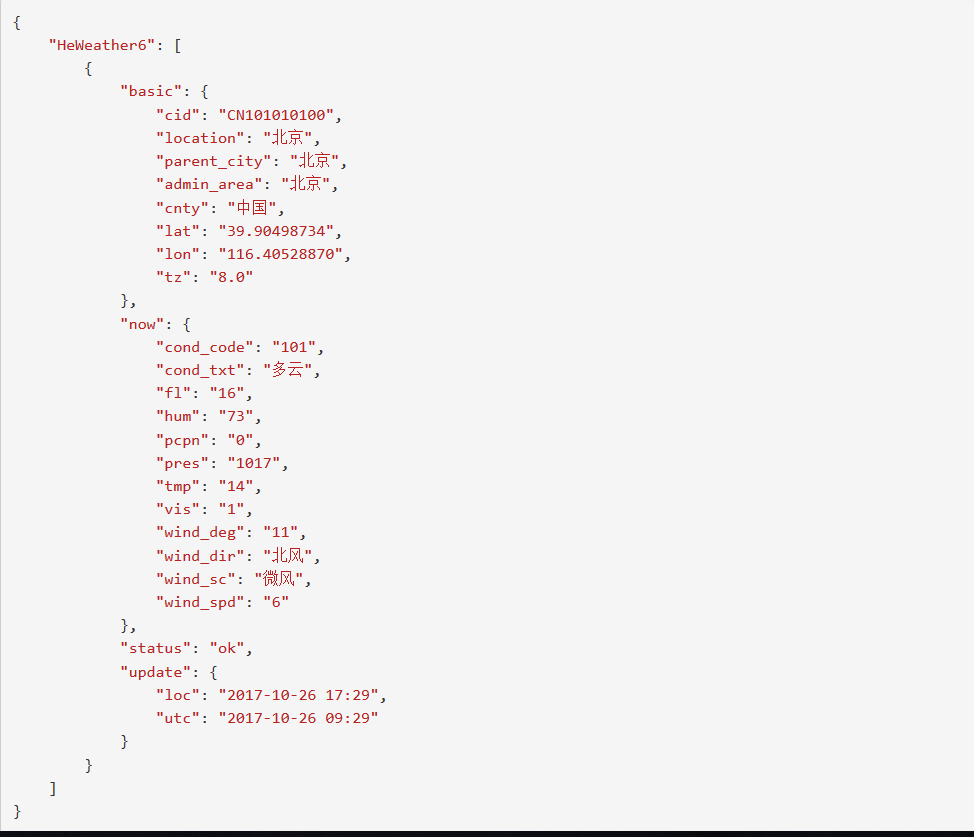 {
    "HeWeather6": [
        {
            "basic": {
                "cid": "CN101010100",
                "location": "北京",
                "parent_city": "北京",
                "admin_area": "北京",
                "cnty": "中国",
                "lat": "39.90498734",
                "lon": "116.40528870",
                "tz": "8.0"
            },
            "now": {
                "cond_code": "101",
                "cond_txt": "多云",
                "fl": "16",
                "hum": "73",
                "pcpn": "0",
                "pres": "1017",
                "tmp": "14",
                "vis": "1",
                "wind_deg": "11",
                "wind_dir": "北风",
                "wind_sc": "微风",
                "wind_spd": "6"
            },
            "status": "ok",
            "update": {
                "loc": "2017-10-26 17:29",
                "utc": "2017-10-26 09:29"
            }
        }
    ]
}